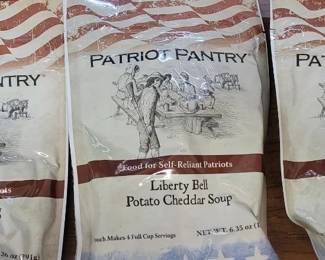 PANTRY
PATRIOT PANTRY
Food for Self-Reliant Patriots
Liberty Bell
Potato Cheddar Soup
Pouch Makes 4 Full Cup Servings
NET WT. 6.35 oz
PA